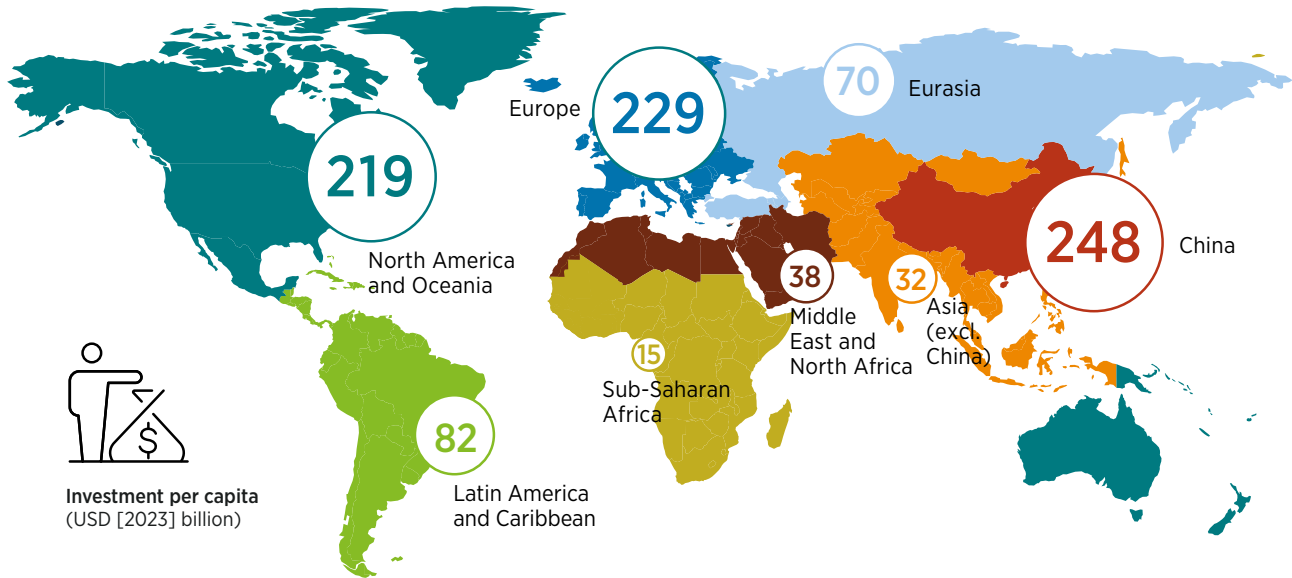 70
Eurasia
Europe
229
219
North America
and Oceania
248
China
38
Middle
East and
North Africa
32
Asia
(excl.
China)
15
Sub-Saharan
Africa
82
Latin America
and Caribbean
$
Investment per capita
(USD [2023] billion)